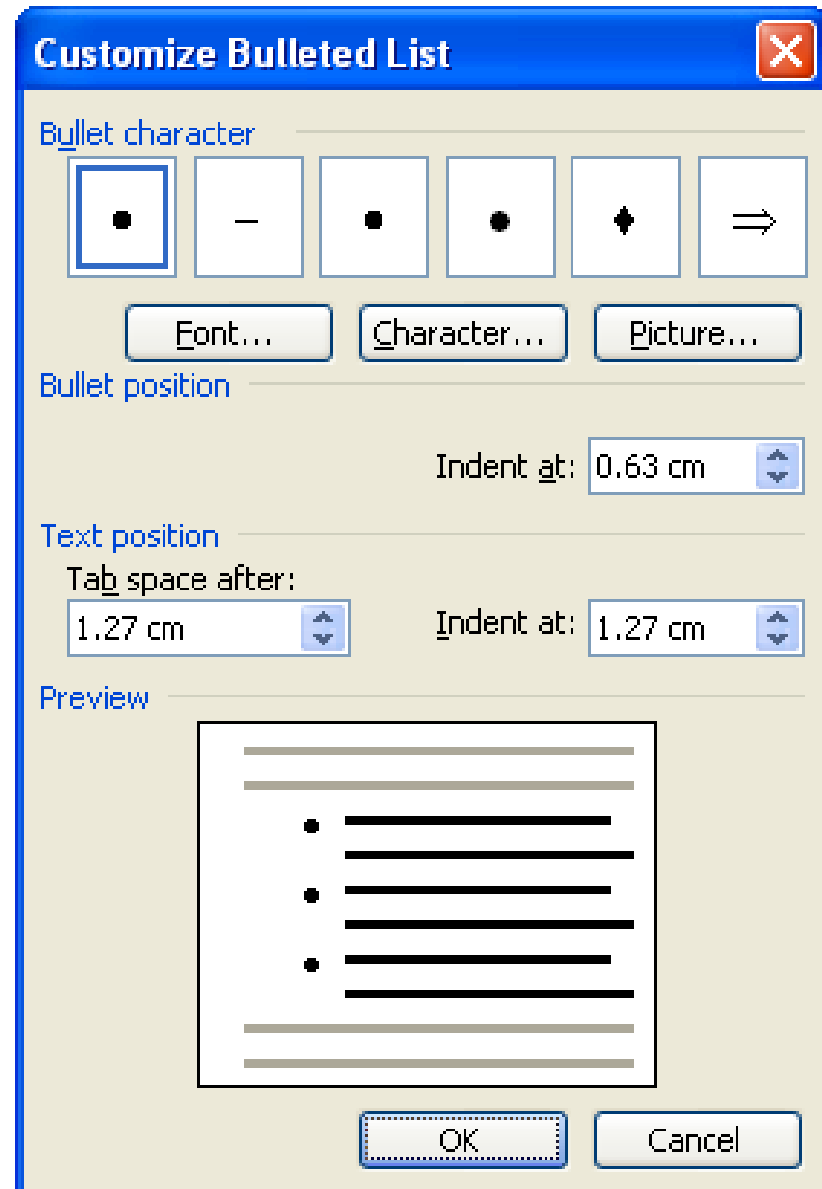 Customize Bulleted List
Bullet character
• – • • ♦ ⇒
Font... Character... Picture...
Bullet position
Indent at: 0.63 cm
Text position
Tab space after:
1.27 cm Indent at: 1.27 cm
Preview
OK Cancel